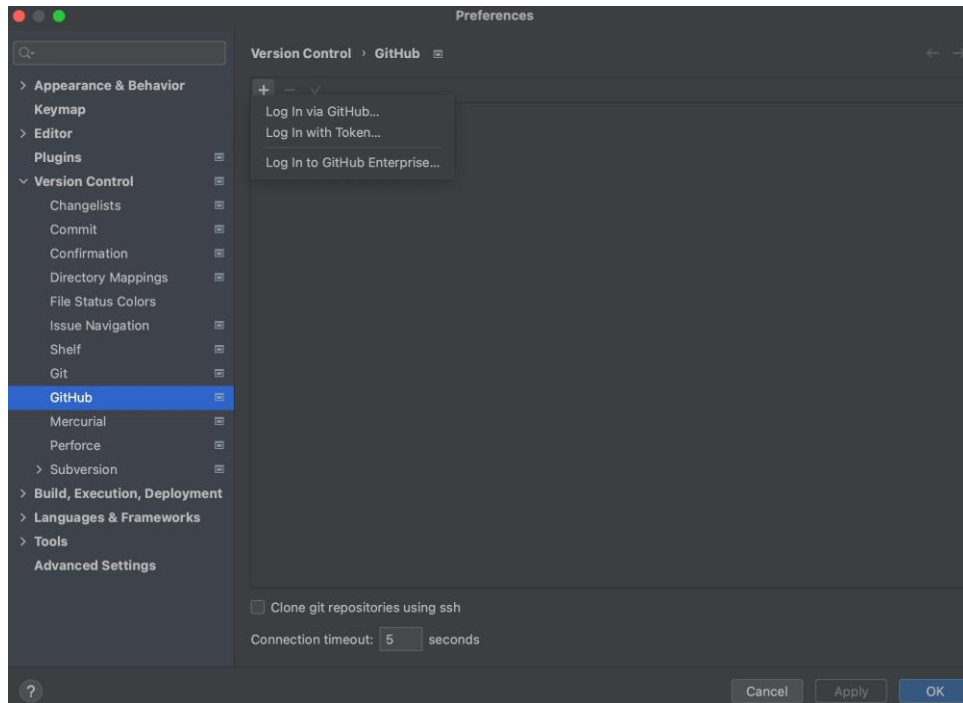 Preferences
Version Control › GitHub
Appearance & Behavior
Keymap
Editor
Plugins
Version Control
Changelists
Commit
Confirmation
Directory Mappings
File Status Colors
Issue Navigation
Shelf
Git
GitHub
Mercurial
Perforce
Subversion
Build, Execution, Deployment
Languages & Frameworks
Tools
Advanced Settings
Log In via GitHub...
Log In with Token...
Log In to GitHub Enterprise...
Clone git repositories using ssh
Connection timeout: 5 seconds
?
Cancel
Apply
OK